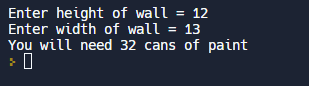 Enter height of wall = 12
Enter width of wall = 13
You will need 32 cans of paint
>